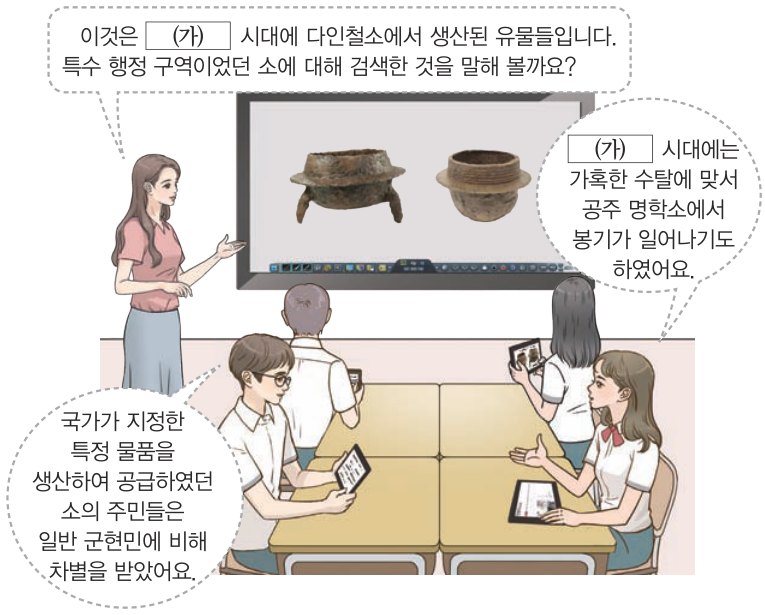 이것은 (가) 시대에 다인철소에서 생산된 유물들입니다.
특수 행정 구역이었던 소에 대해 검색한 것을 말해 볼까요?
(가) 시대에는
가혹한 수탈에 맞서
공주 명학소에서
봉기가 일어나기도
하였어요.
국가가 지정한
특정 물품을
생산하여 공급하였던
소의 주민들은
일반 군현민에 비해
차별을 받았어요.